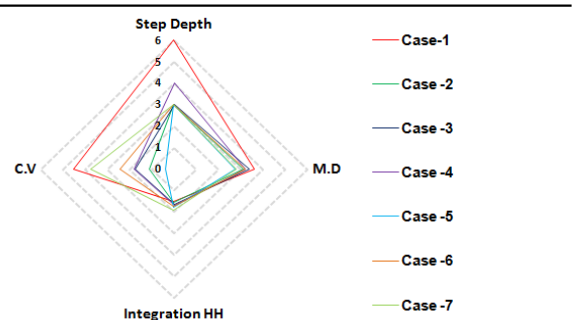 Step Depth
6
5
4
3
2
1
0
C.V
M.D
Integration HH
Case-1
Case -2
Case -3
Case -4
Case -5
Case -6
Case -7